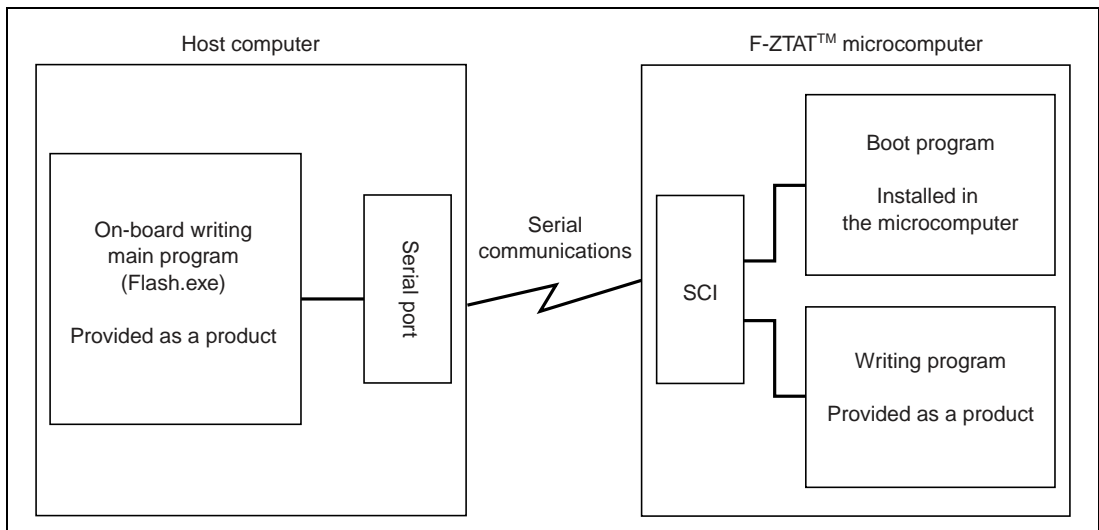 Host computer
F-ZTAT™ microcomputer
On-board writing
main program
(Flash.exe)
Provided as a product
Serial port
Serial
communications
SCI
Boot program
Installed in
the microcomputer
Writing program
Provided as a product